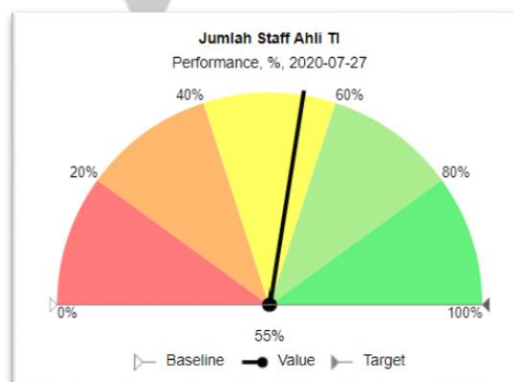 Jumlah Staff Ahli TI
Performance, %, 2020-07-27
40%
60%
20%
80%
0%
100%
55%
Baseline Value Target